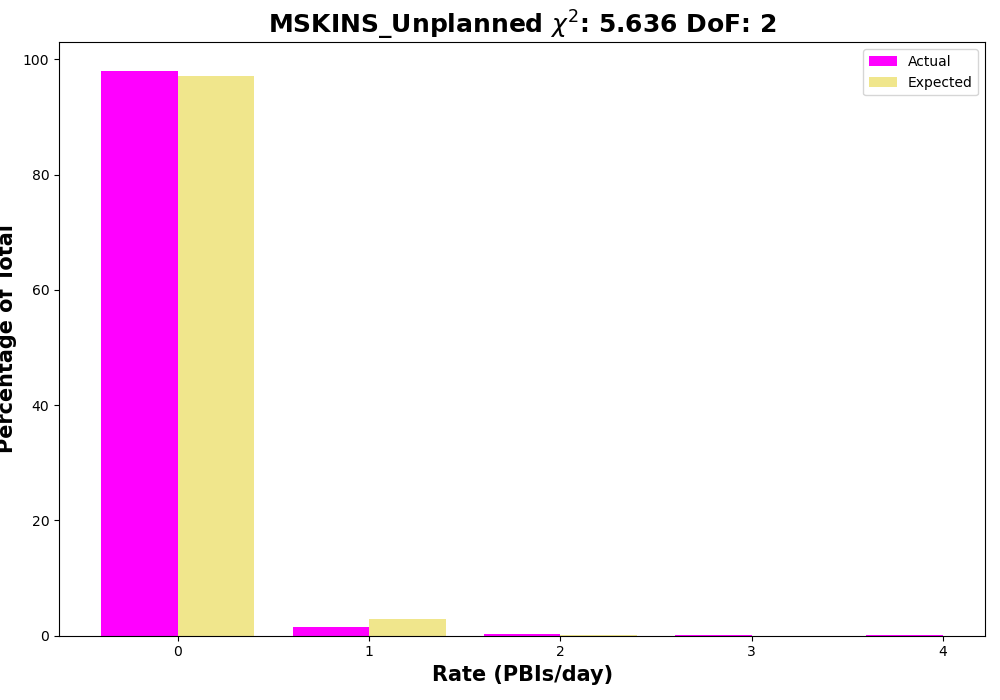 MSKINS_Unplanned χ²: 5.636 DoF: 2
Actual
Expected
100
80
60
40
20
0
Percentage of Total
0 1 2 3 4
Rate (PBIs/day)